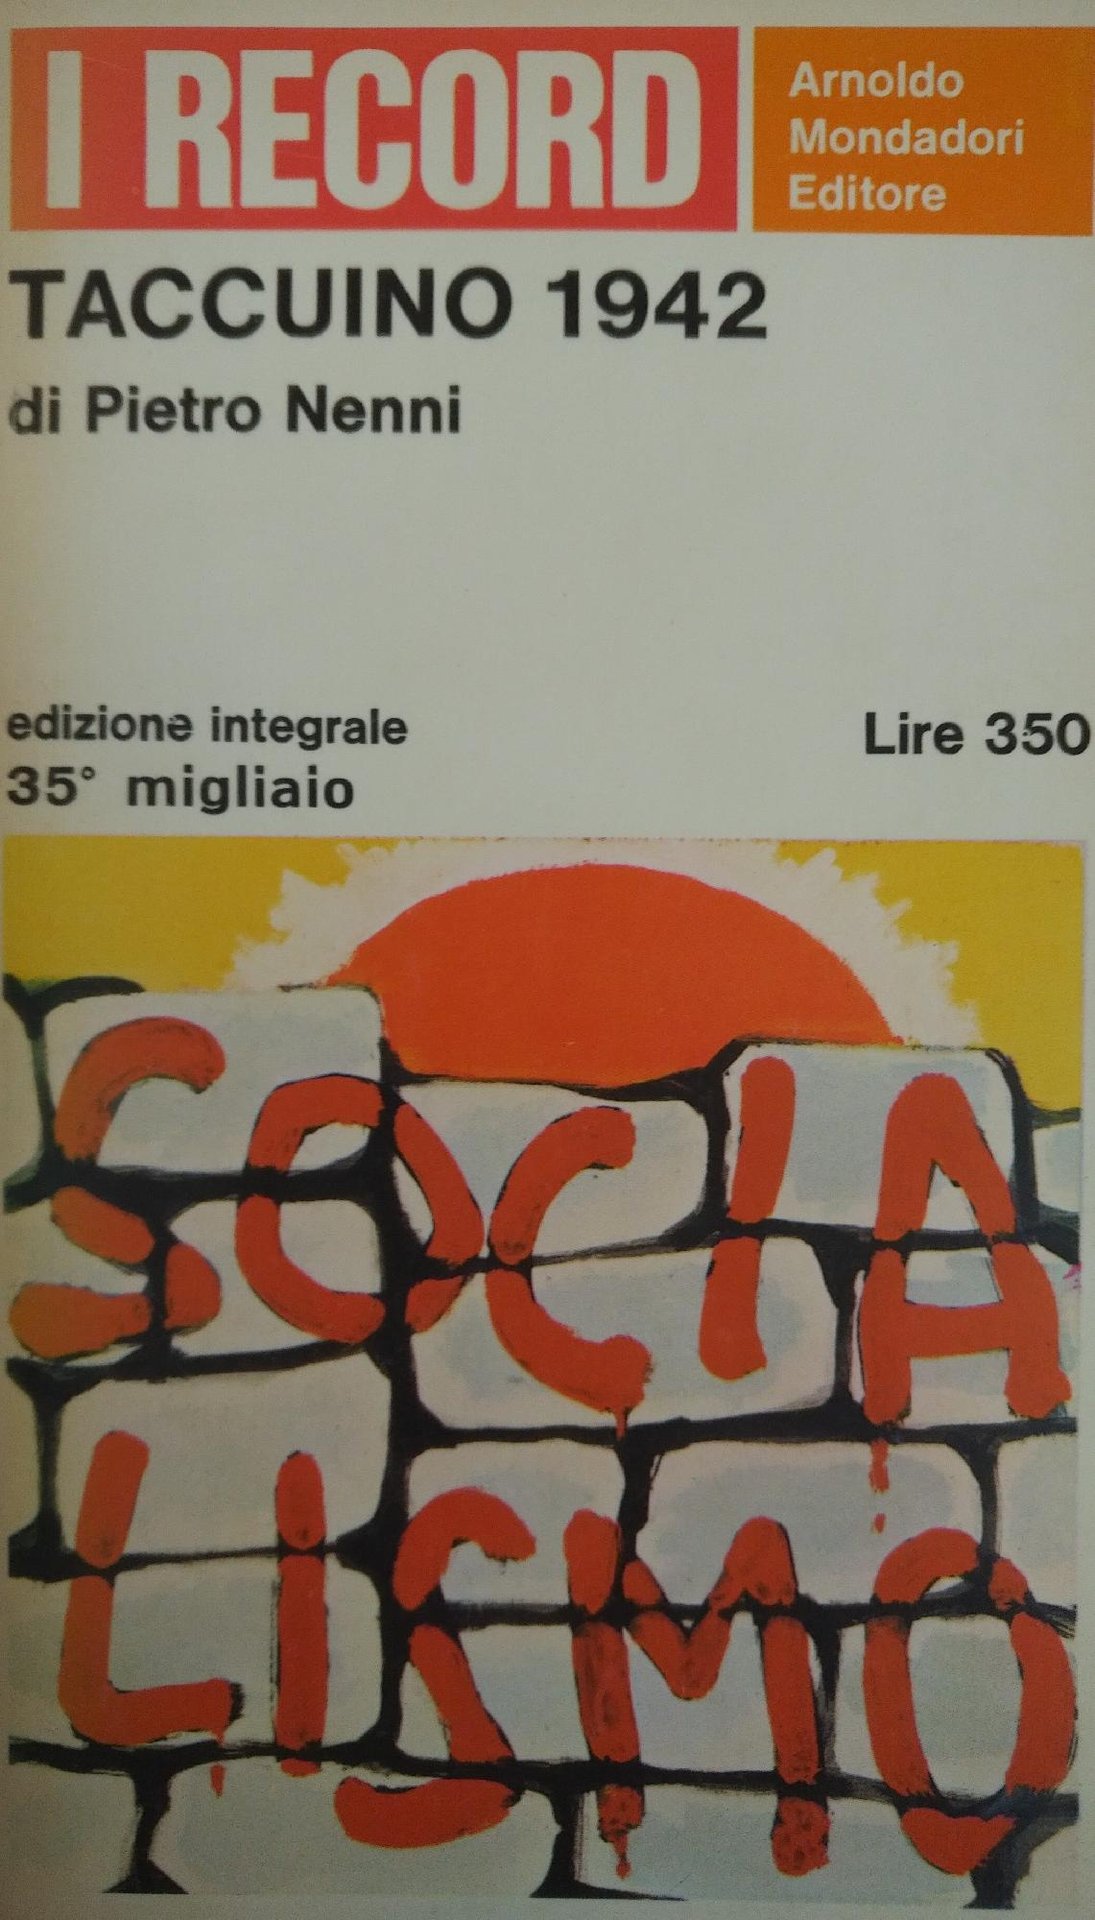 I RECORD
Arnoldo
Mondadori
Editore
TACCUINO 1942
di Pietro Nenni
edizione integrale
Lire 350
35° migliaio
SOCIA
LISMO